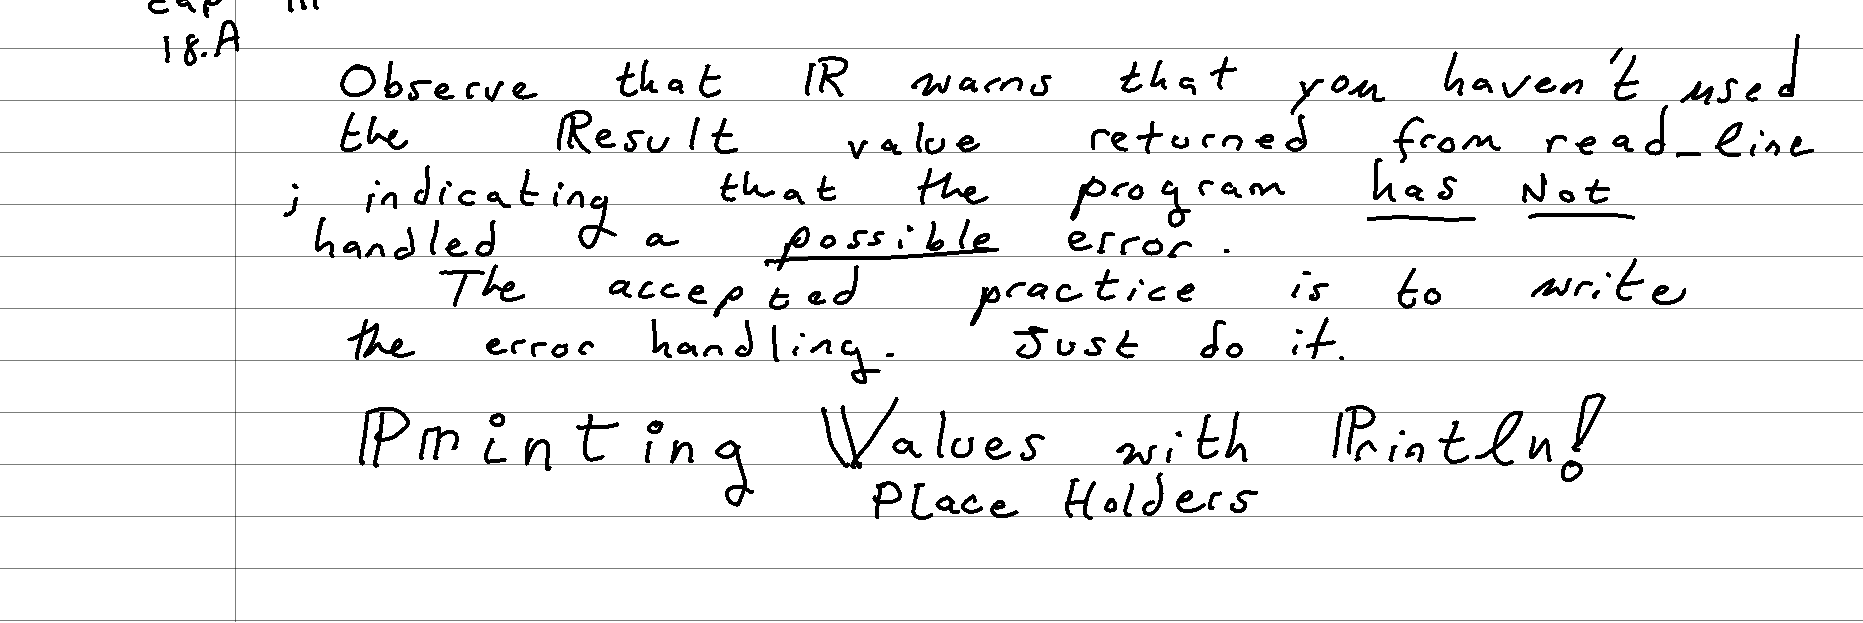 cap III
18.A
Observe that IR warns that you haven't used
the Result value returned from read_line
; indicating that the program has Not
handled a possible error.
The accepted practice is to write
the error handling. Just do it.
Printing Values with Println!
Place Holders